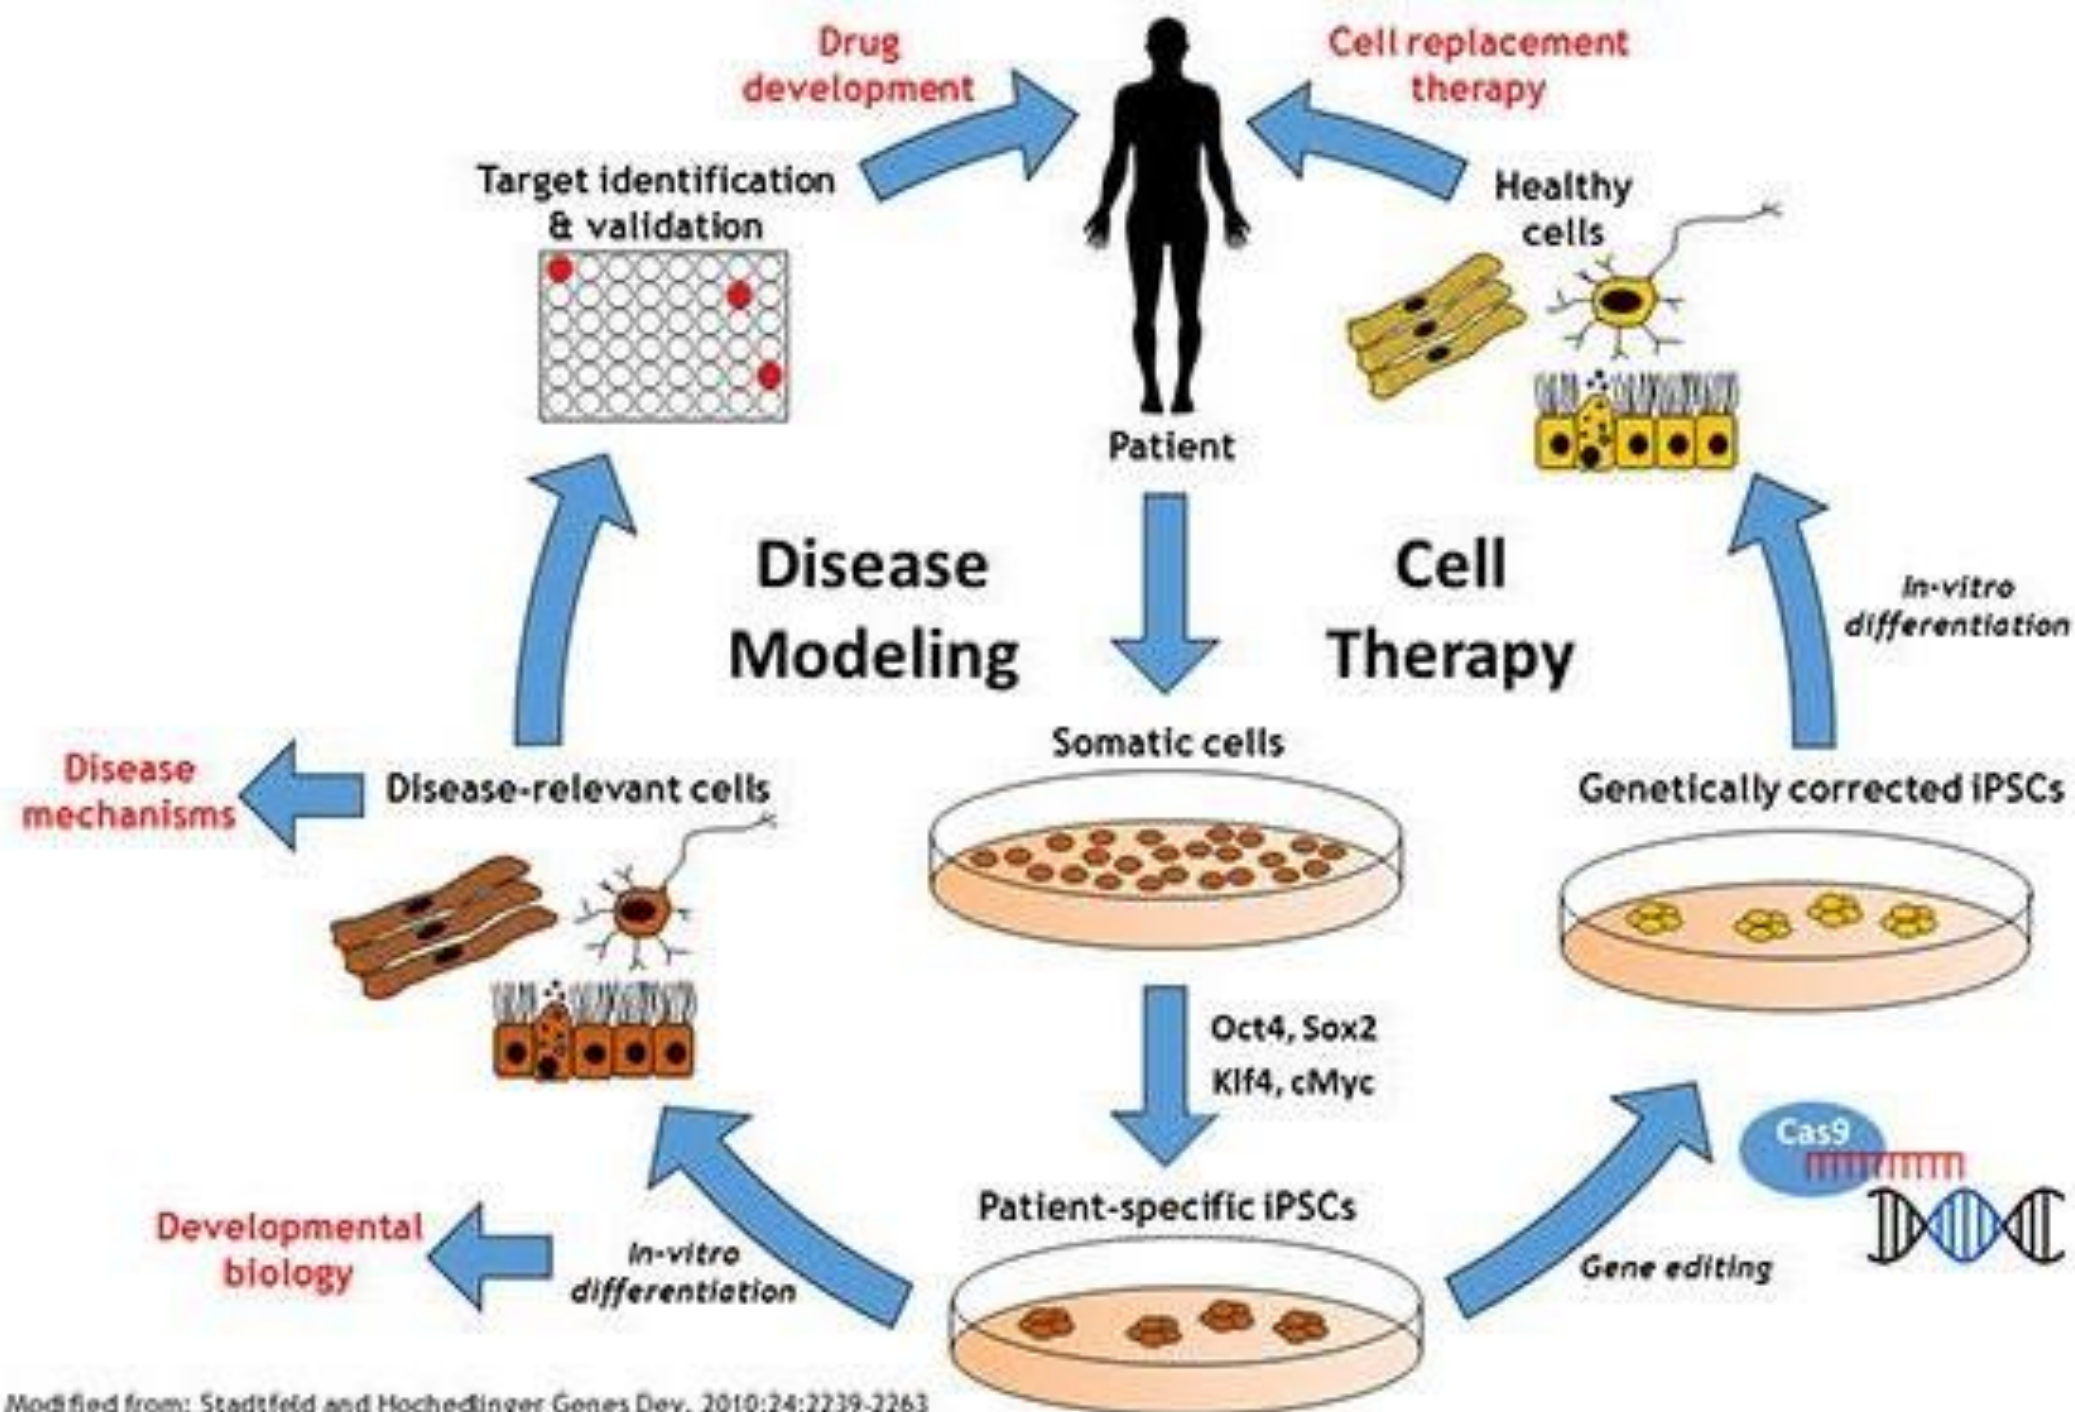 Drug
development
Cell replacement
therapy
Target identification
& validation
Healthy
cells
Patient
Disease
Modeling
Cell
Therapy
In-vitro
differentiation
Somatic cells
Disease
mechanisms
Disease-relevant cells
Genetically corrected iPSCs
Oct4, Sox2
Klf4, cMyc
Cas9
Patient-specific iPSCs
Developmental
biology
In-vitro
differentiation
Gene editing
Modified from: Stadtfeld and Hochedlinger Genes Dev. 2010;24:2239-2263